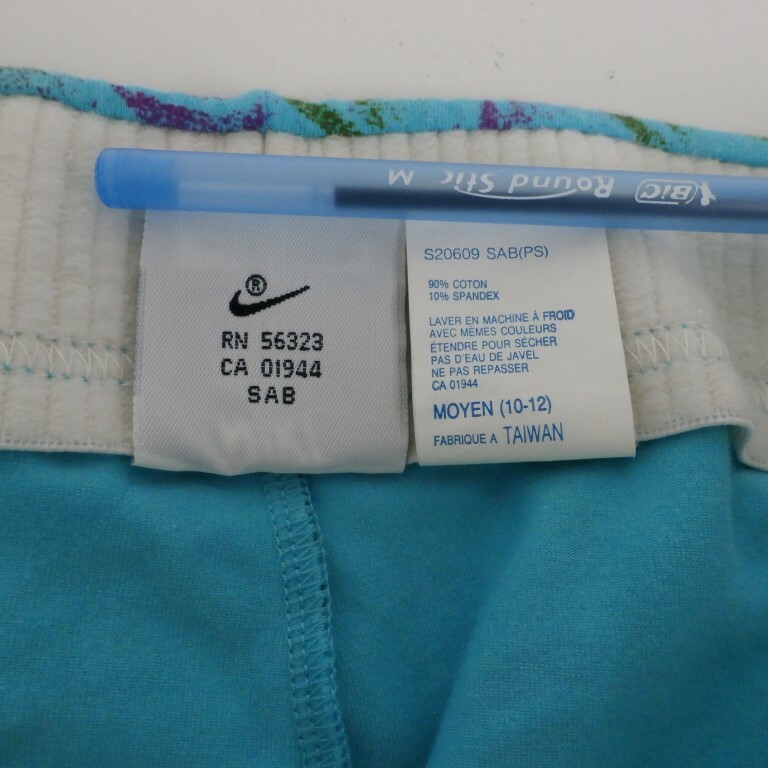 BIC Round Stic M
®
RN 56323
CA 01944
SAB
S20609 SAB(PS)
90% COTON
10% SPANDEX
LAVER EN MACHINE À FROID
AVEC MÊMES COULEURS
ÉTENDRE POUR SÉCHER
PAS D'EAU DE JAVEL
NE PAS REPASSER
CA 01944
MOYEN (10-12)
FABRIQUE A TAIWAN